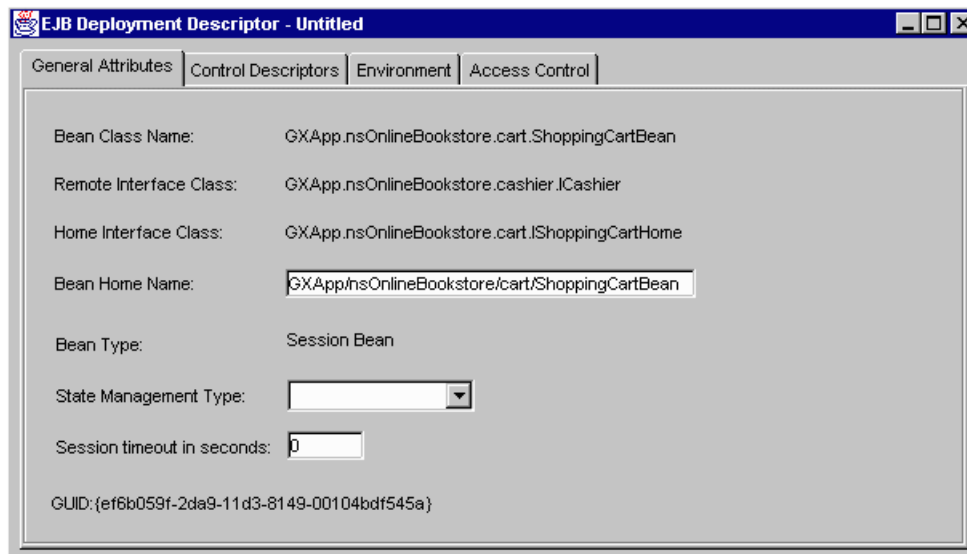 EJB Deployment Descriptor - Untitled
General Attributes Control Descriptors Environment Access Control
Bean Class Name: GXApp.nsOnlineBookstore.cart.ShoppingCartBean
Remote Interface Class: GXApp.nsOnlineBookstore.cashier.ICashier
Home Interface Class: GXApp.nsOnlineBookstore.cart.IShoppingCartHome
Bean Home Name: GXApp/nsOnlineBookstore/cart/ShoppingCartBean
Bean Type: Session Bean
State Management Type:
Session timeout in seconds: 0
GUID:{ef6b059f-2da9-11d3-8149-00104bdf545a}